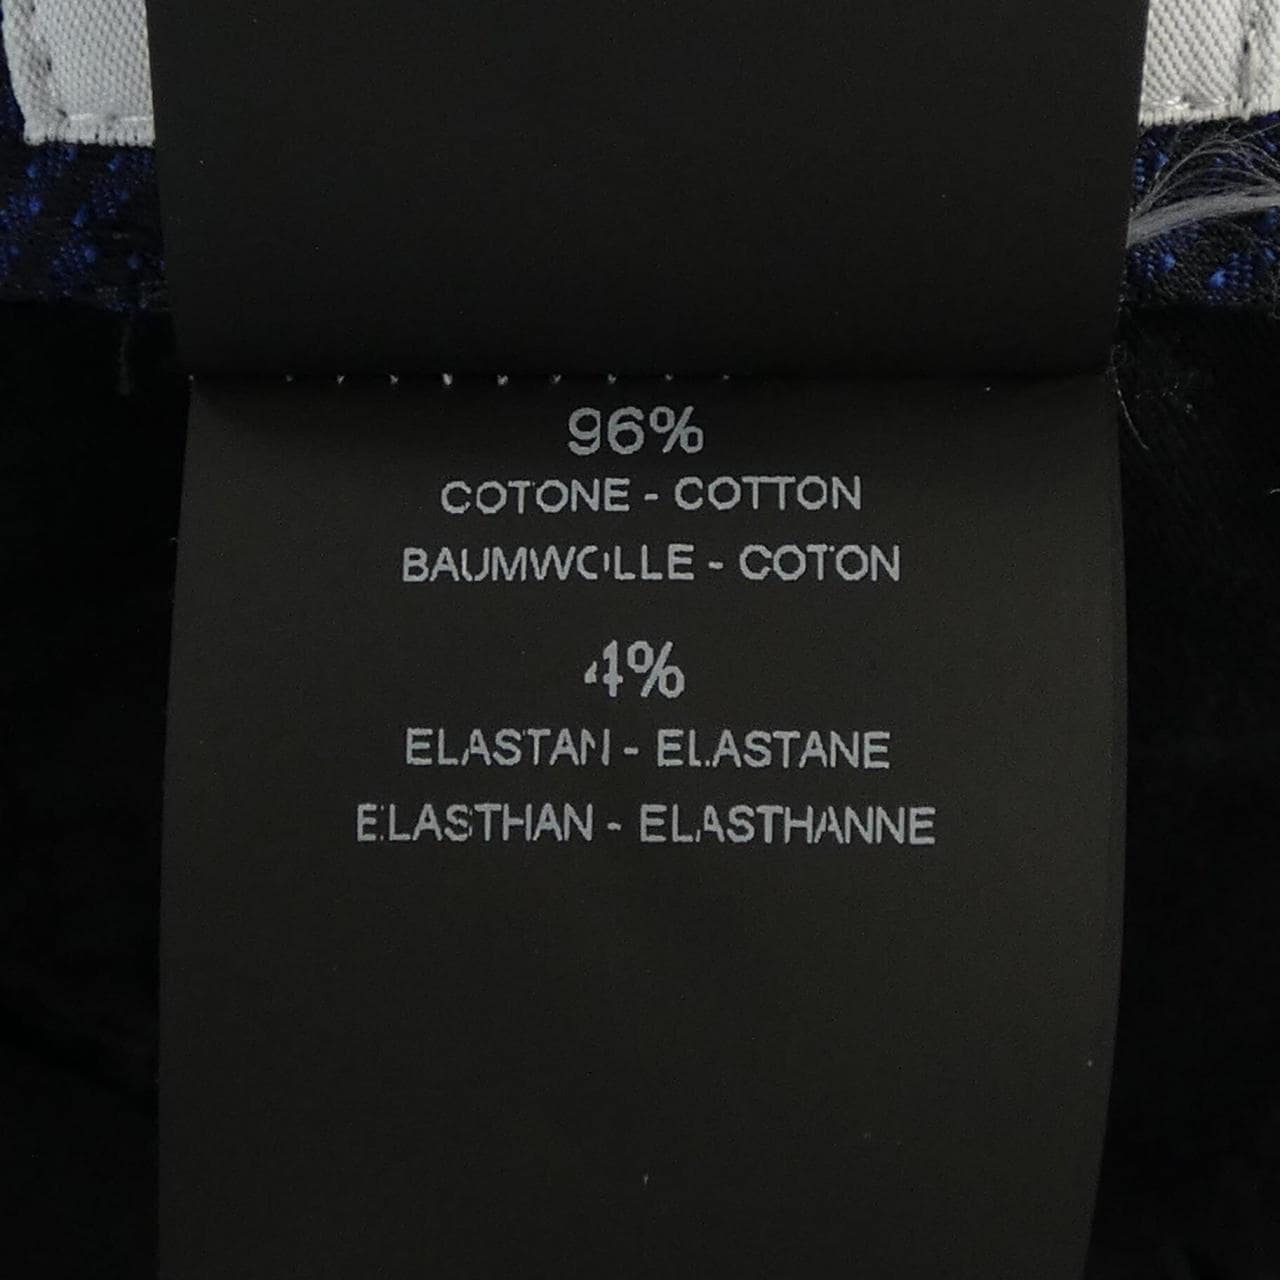 96%
COTONE - COTTON
BAUMWOLLE - COTON
4%
ELASTAN - ELASTANE
ELASTHAN - ELASTHANNE